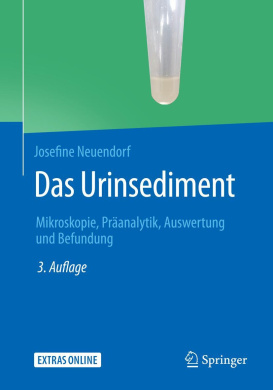 Josefine Neuendorf
Das Urinsediment
Mikroskopie, Präanalytik, Auswertung
und Befundung
3. Auflage
EXTRAS ONLINE
Springer